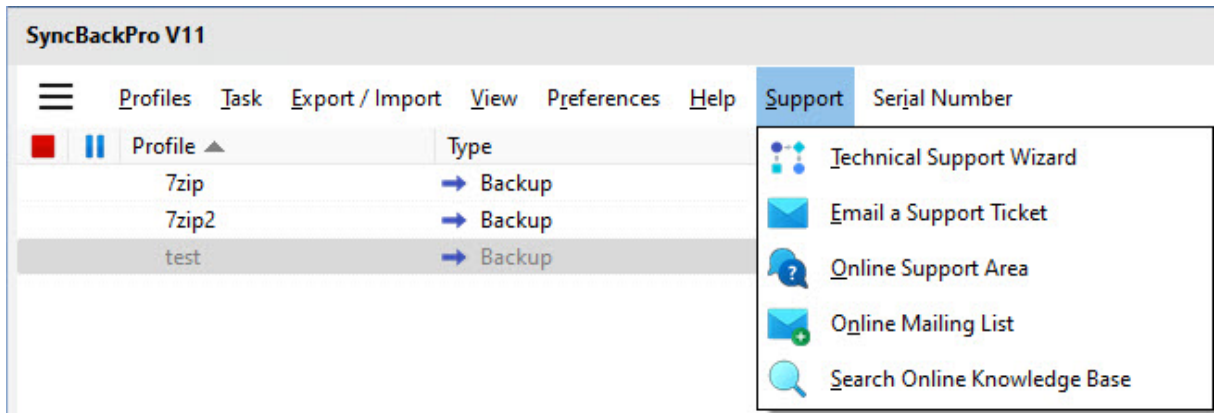 SyncBackPro V11
Profiles Task Export / Import View Preferences Help Support Serial Number
Profile Type
7zip Backup
7zip2 Backup
test Backup
Technical Support Wizard
Email a Support Ticket
Online Support Area
Online Mailing List
Search Online Knowledge Base